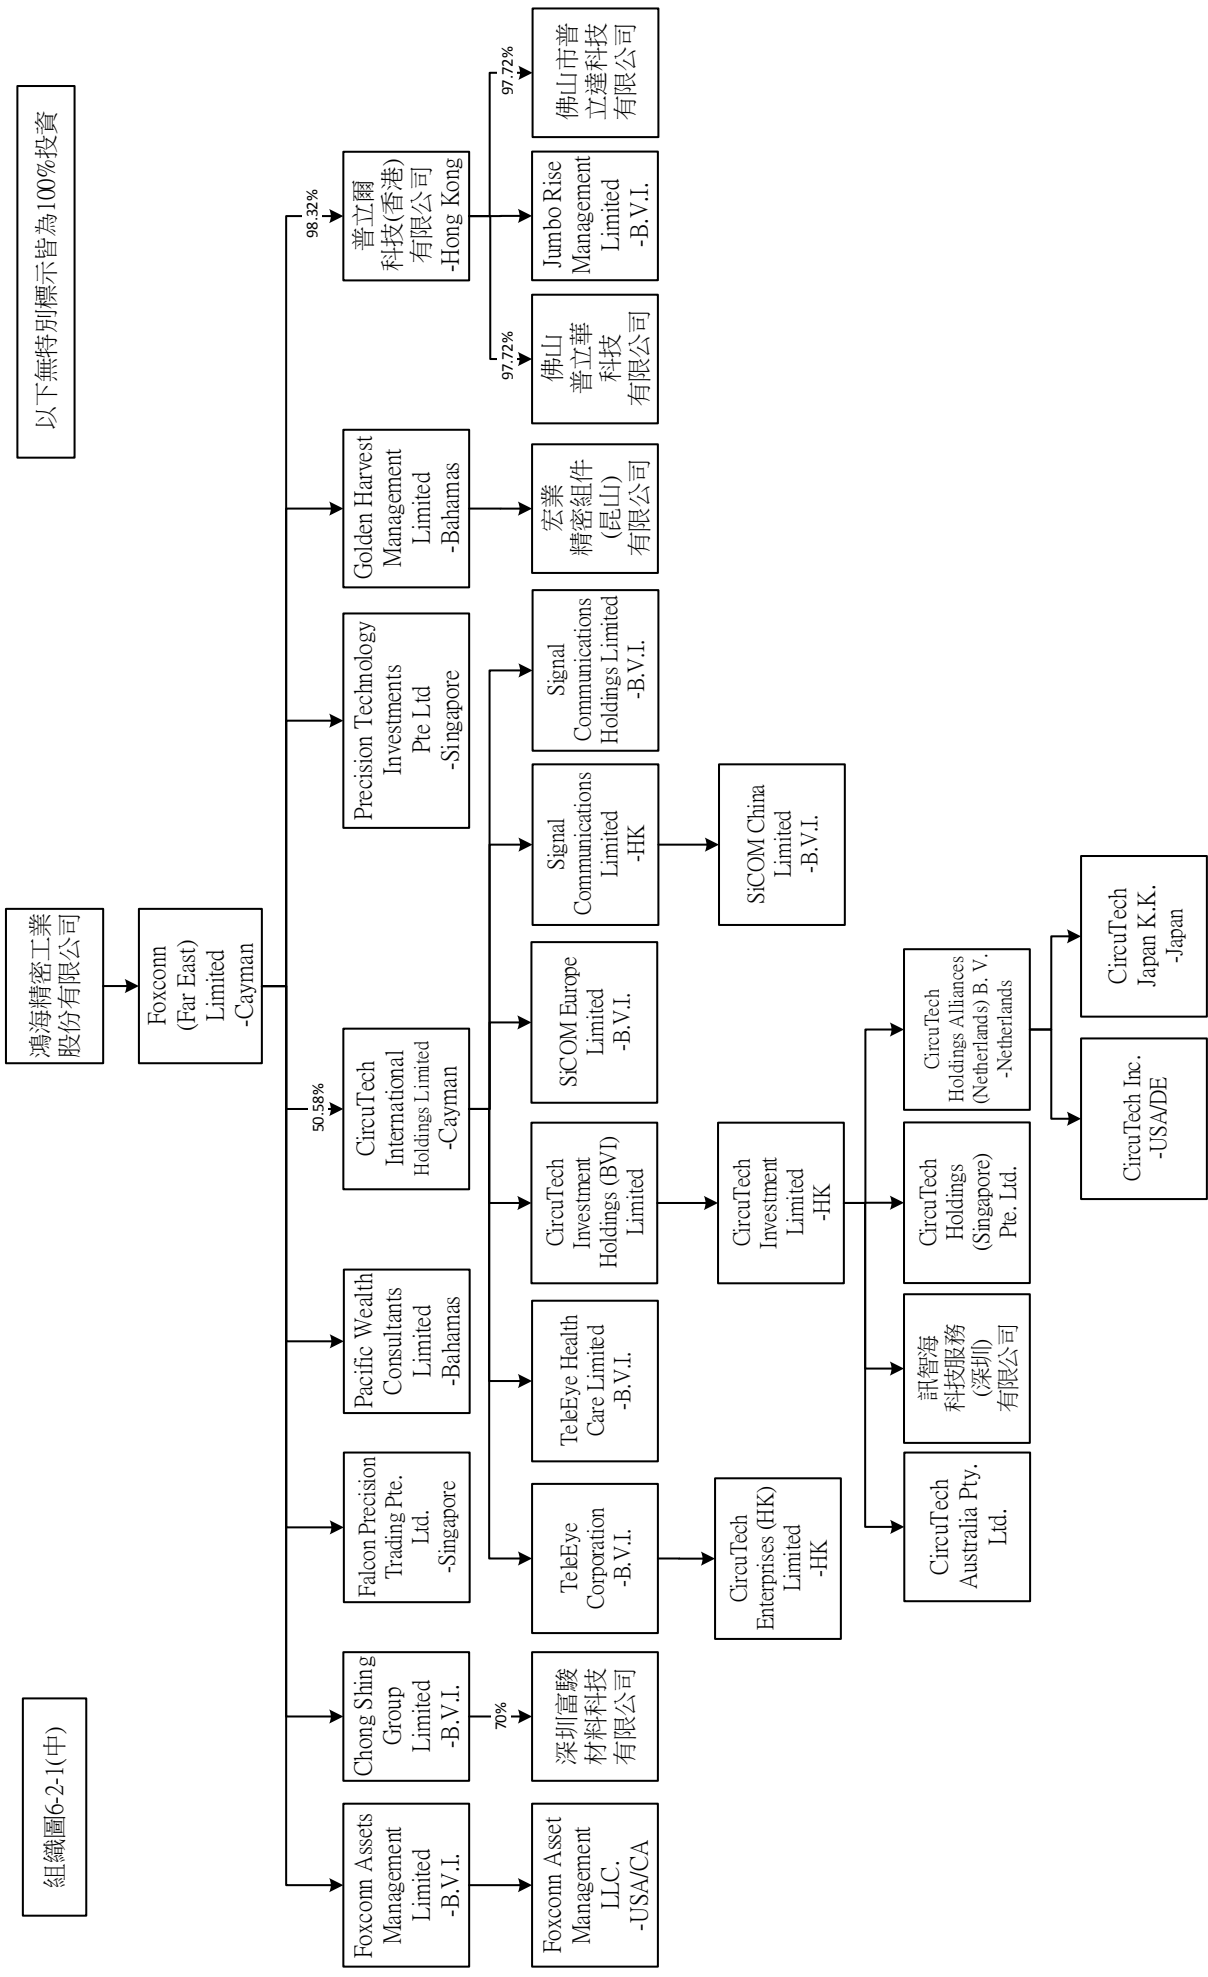 組織圖6-2-1(中)
以下無特別標示皆為100%投資
鴻海精密工業
股份有限公司
Foxconn
(Far East)
Limited
-Cayman
50.58%
98.32%
Foxconn Assets
Management
Limited
-B.V.I.
Chong Shing
Group
Limited
-B.V.I.
Falcon Precision
Trading Pte.
Ltd.
-Singapore
Pacific Wealth
Consultants
Limited
-Bahamas
CircuTech
International
Holdings Limited
-Cayman
Precision Technology
Investments
Pte Ltd
-Singapore
Golden Harvest
Management
Limited
-Bahamas
普立爾
科技(香港)
有限公司
-Hong Kong
70%
97.72%
97.72%
Foxconn Asset
Management
LLC.
-USA/CA
深圳富駿
材料科技
有限公司
TeleEye
Corporation
-B.V.I.
TeleEye Health
Care Limited
-B.V.I.
CircuTech
Investment
Holdings (BVI)
Limited
SiCOM Europe
Limited
-B.V.I.
Signal
Communications
Limited
-HK
Signal
Communications
Holdings Limited
-B.V.I.
宏業
精密組件
(昆山)
有限公司
佛山
普立華
科技
有限公司
Jumbo Rise
Management
Limited
-B.V.I.
佛山市普
立達科技
有限公司
CircuTech
Enterprises (HK)
Limited
-HK
CircuTech
Investment
Limited
-HK
SiCOM China
Limited
-B.V.I.
CircuTech
Australia Pty.
Ltd.
訊智海
科技服務
(深圳)
有限公司
CircuTech
Holdings
(Singapore)
Pte. Ltd.
CircuTech
Holdings Alliances
(Netherlands) B. V.
-Netherlands
CircuTech Inc.
-USA/DE
CircuTech
Japan K.K.
-Japan